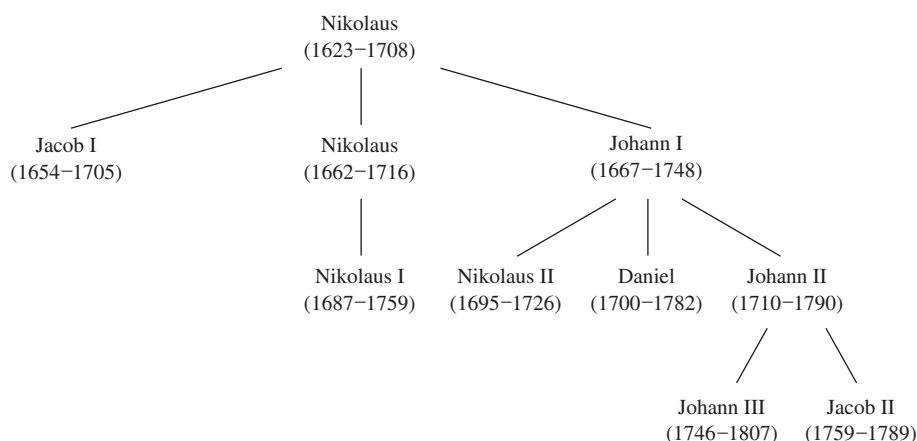 Nikolaus
(1623−1708)
Jacob I
(1654−1705)
Nikolaus
(1662−1716)
Johann I
(1667−1748)
Nikolaus I
(1687−1759)
Nikolaus II
(1695−1726)
Daniel
(1700−1782)
Johann II
(1710−1790)
Johann III
(1746−1807)
Jacob II
(1759−1789)